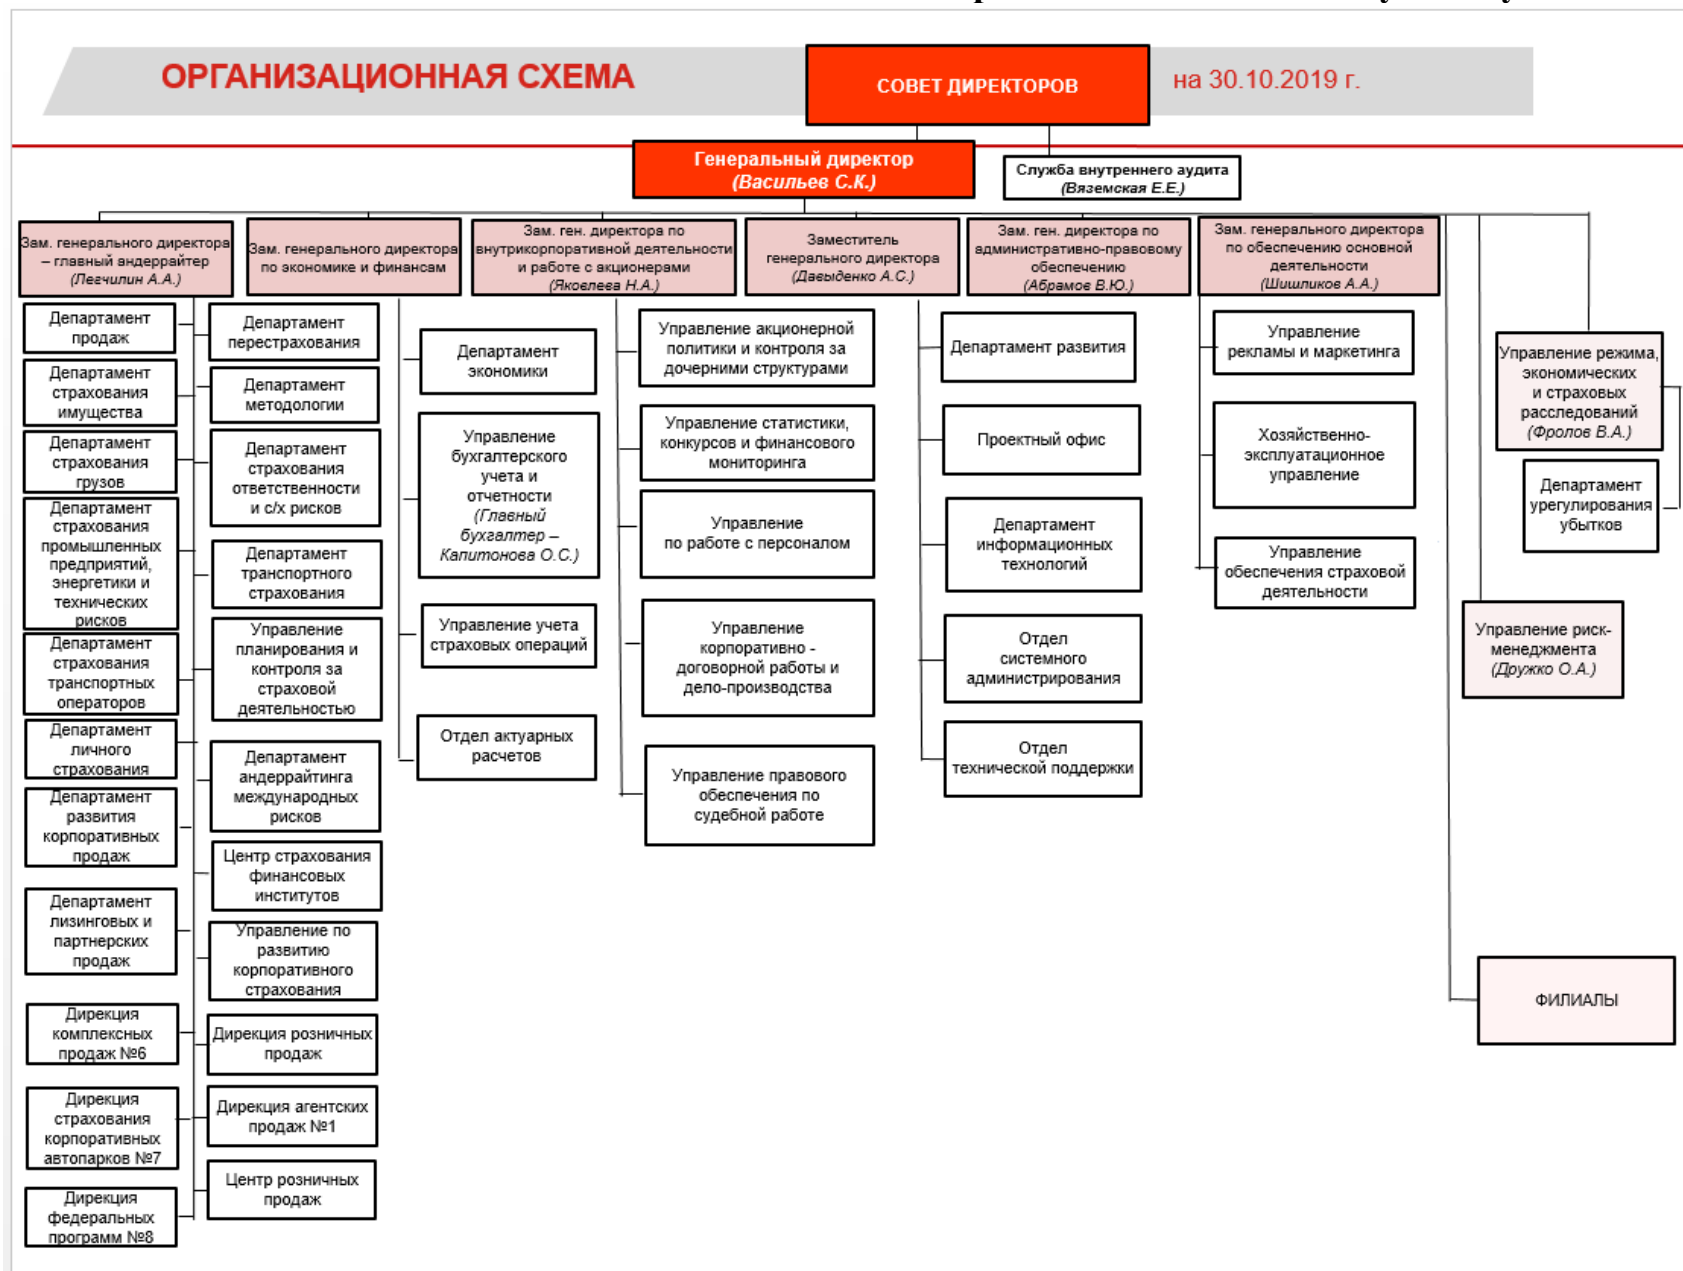 ОРГАНИЗАЦИОННАЯ СХЕМА
СОВЕТ ДИРЕКТОРОВ
на 30.10.2019 г.
Генеральный директор
(Васильев С.К.)
Служба внутреннего аудита
(Вяземская Е.Е.)
Зам. генерального директора
– главный андеррайтер
(Легчилин А.А.)
Зам. генерального директора
по экономике и финансам
Зам. ген. директора по
внутрикорпоративной деятельности
и работе с акционерами
(Яковлева Н.А.)
Заместитель
генерального директора
(Давыденко А.С.)
Зам. ген. директора по
административно-правовому
обеспечению
(Абрамов В.Ю.)
Зам. генерального директора
по обеспечению основной
деятельности
(Шишликов А.А.)
Департамент
продаж
Департамент
страхования
имущества
Департамент
страхования
грузов
Департамент
страхования
промышленных
предприятий,
энергетики и
технических
рисков
Департамент
страхования
транспортных
операторов
Департамент
личного
страхования
Департамент
развития
корпоративных
продаж
Департамент
лизинговых и
партнерских
продаж
Дирекция
комплексных
продаж №6
Дирекция
страхования
корпоративных
автопарков №7
Дирекция
федеральных
программ №8
Департамент
перестрахования
Департамент
методологии
Департамент
страхования
ответственности
и с/х рисков
Департамент
транспортного
страхования
Управление
планирования и
контроля за
страховой
деятельностью
Департамент
андеррайтинга
международных
рисков
Центр страхования
финансовых
институтов
Управление по
развитию
корпоративного
страхования
Дирекция розничных
продаж
Дирекция агентских
продаж №1
Центр розничных
продаж
Департамент
экономики
Управление
бухгалтерского
учета и
отчетности
(Главный
бухгалтер –
Капитонова О.С.)
Управление учета
страховых операций
Отдел актуарных
расчетов
Управление акционерной
политики и контроля за
дочерними структурами
Управление статистики,
конкурсов и финансового
мониторинга
Управление
по работе с персоналом
Управление
корпоративно -
договорной работы и
дело-производства
Управление правового
обеспечения по
судебной работе
Департамент развития
Проектный офис
Департамент
информационных
технологий
Отдел
системного
администрирования
Отдел
технической поддержки
Управление
рекламы и маркетинга
Хозяйственно-
эксплуатационное
управление
Управление
обеспечения страховой
деятельности
Управление режима,
экономических
и страховых
расследований
(Фролов В.А.)
Департамент
урегулирования
убытков
Управление риск-
менеджмента
(Дружко О.А.)
ФИЛИАЛЫ